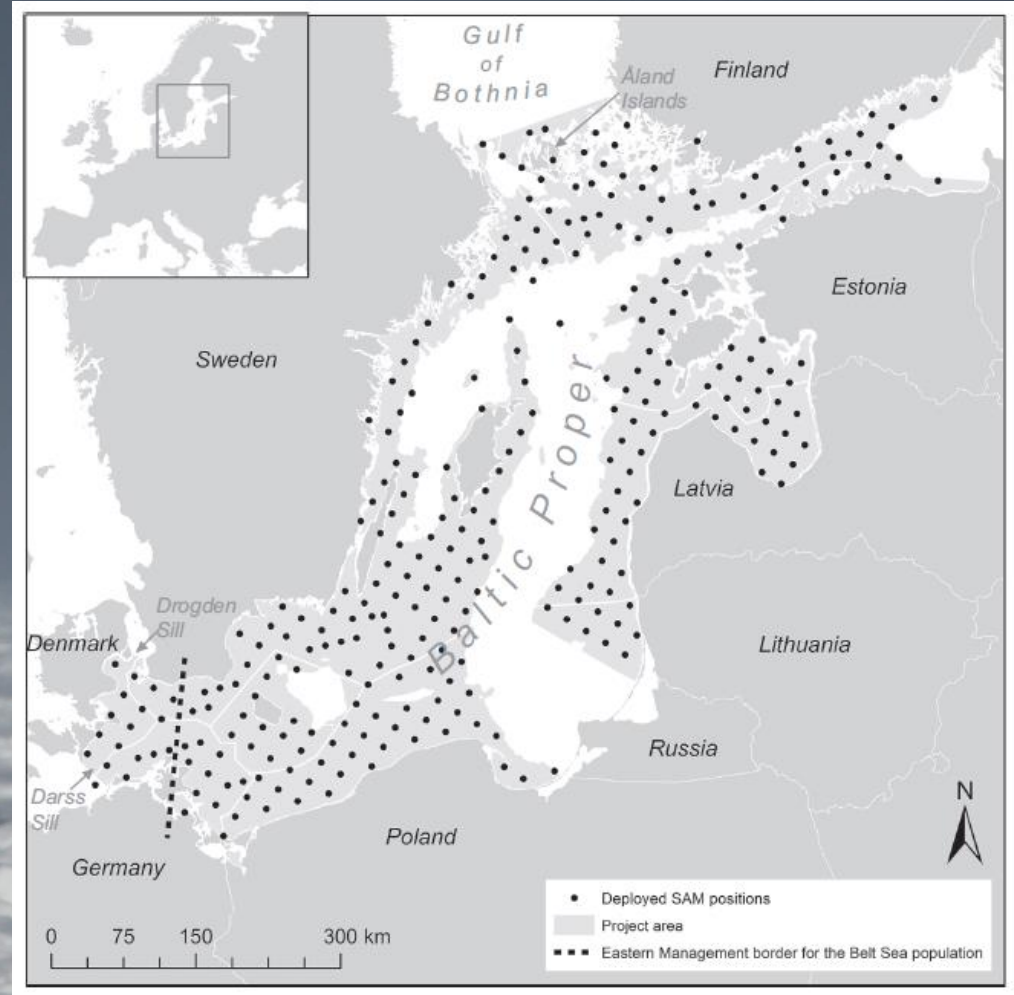 Gulf
of
Bothnia
Åland
Islands
Finland
Estonia
Sweden
Baltic Proper
Latvia
Drogden
Sill
Denmark
Lithuania
Russia
Darss
Sill
Poland
Germany
N
0 75 150 300 km
Deployed SAM positions
Project area
Eastern Management border for the Belt Sea population